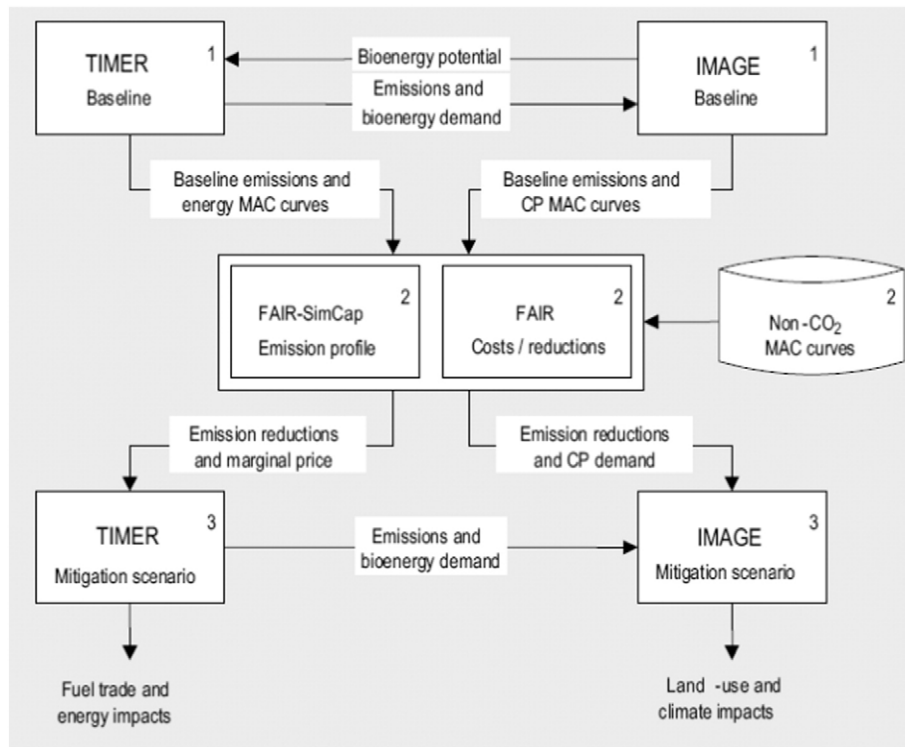 TIMER
1
Baseline
Bioenergy potential
Emissions and
bioenergy demand
IMAGE
1
Baseline
Baseline emissions and
energy MAC curves
Baseline emissions and
CP MAC curves
FAIR-SimCap
2
Emission profile
FAIR
2
Costs / reductions
2
Non-CO₂
MAC curves
Emission reductions
and marginal price
Emission reductions
and CP demand
TIMER
3
Mitigation scenario
Emissions and
bioenergy demand
IMAGE
3
Mitigation scenario
Fuel trade and
energy impacts
Land -use and
climate impacts